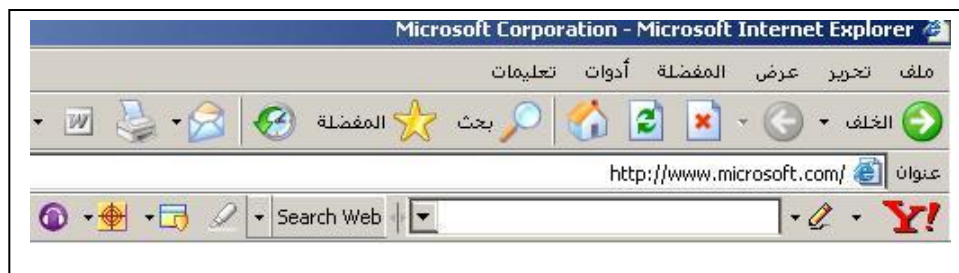 Microsoft Corporation - Microsoft Internet Explorer
ملف تحرير عرض المفضلة أدوات تعليمات
الخلف بحث المفضلة W
عنوان http://www.microsoft.com/
Y! Search Web